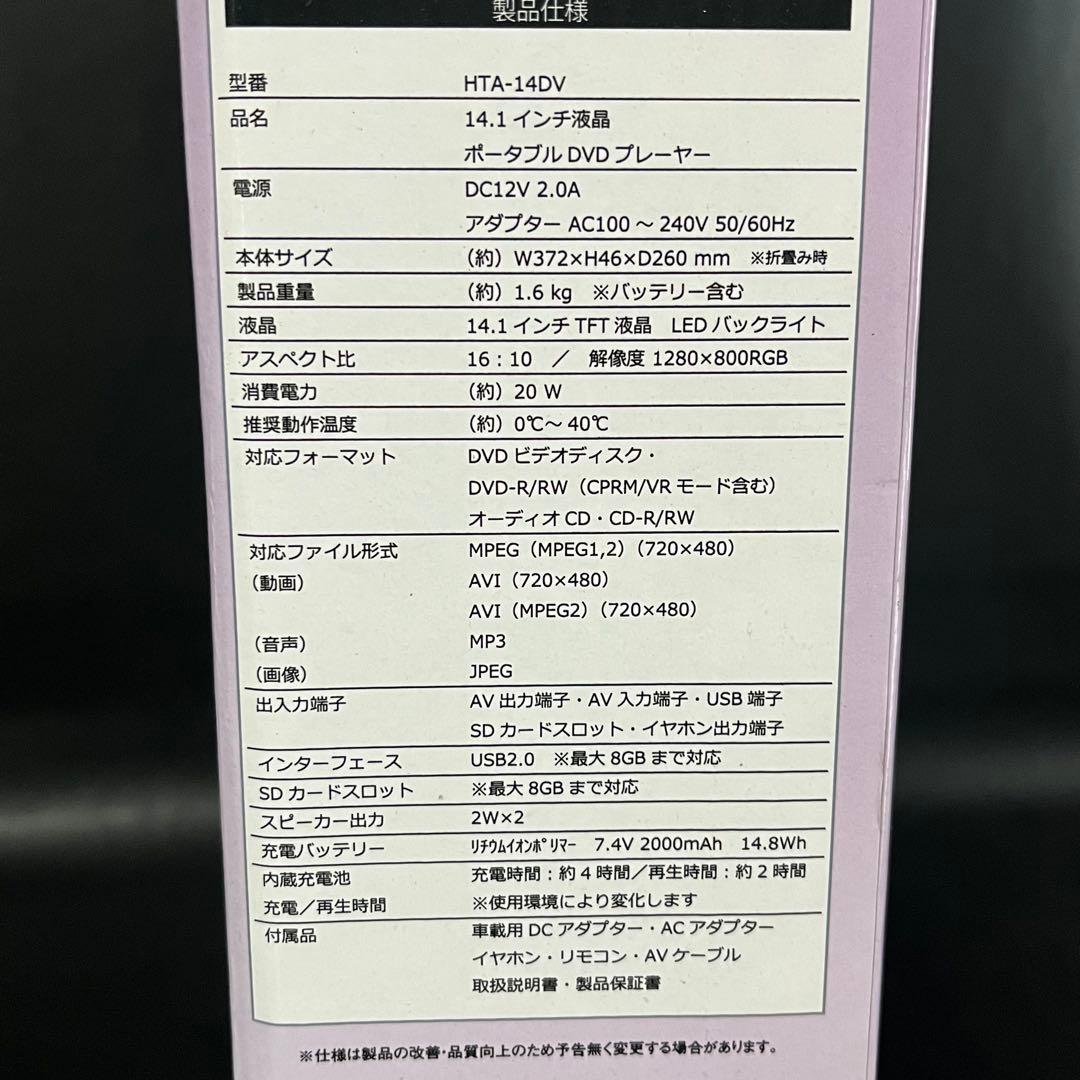 製品仕様
型番 HTA-14DV
品名 14.1 インチ液晶
ポータブル DVD プレーヤー
電源 DC12V 2.0A
アダプター AC100 ～ 240V 50/60Hz
本体サイズ （約）W372×H46×D260 mm ※折畳み時
製品重量 （約）1.6 kg ※バッテリー含む
液晶 14.1 インチ TFT 液晶 LED バックライト
アスペクト比 16：10 ／ 解像度 1280×800RGB
消費電力 （約）20 W
推奨動作温度 （約）0℃～ 40℃
対応フォーマット DVD ビデオディスク・
DVD-R/RW（CPRM/VR モード含む）
オーディオ CD・CD-R/RW
対応ファイル形式 MPEG（MPEG1,2）（720×480）
（動画） AVI（720×480）
AVI（MPEG2）（720×480）
（音声） MP3
（画像） JPEG
出入力端子 AV 出力端子・AV 入力端子・USB 端子
SD カードスロット・イヤホン出力端子
インターフェース USB2.0 ※最大 8GB まで対応
SD カードスロット ※最大 8GB まで対応
スピーカー出力 2W×2
充電バッテリー ﾘﾁｳﾑｲｵﾝﾎﾟﾘﾏｰ 7.4V 2000mAh 14.8Wh
内蔵充電池 充電時間：約 4 時間／再生時間：約 2 時間
充電／再生時間 ※使用環境により変化します
付属品 車載用 DC アダプター・AC アダプター
イヤホン・リモコン・AV ケーブル
取扱説明書・製品保証書
※仕様は製品の改善・品質向上のため予告無く変更する場合があります。